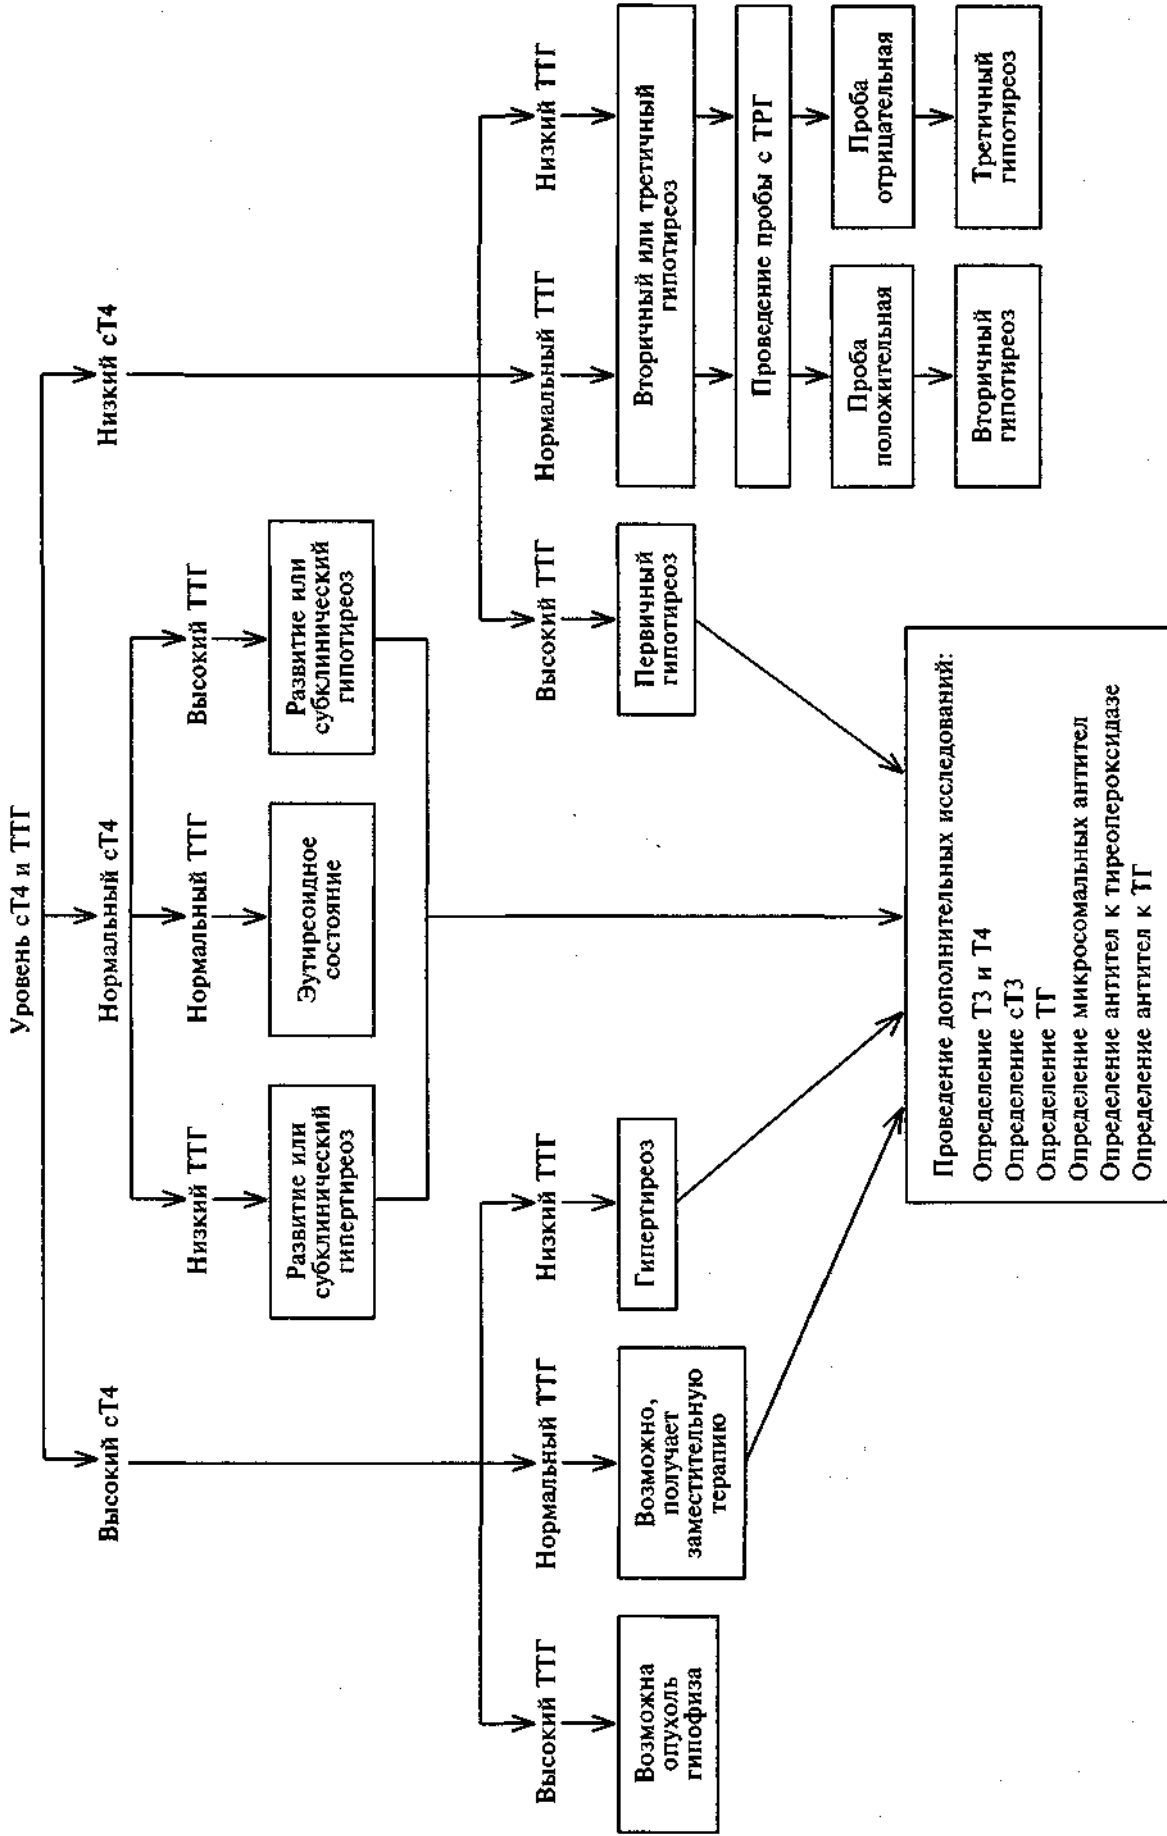 Уровень сТ4 и ТТГ
Высокий сТ4
Нормальный сТ4
Низкий сТ4
Низкий ТТГ
Нормальный ТТГ
Высокий ТТГ
Развитие или
субклинический
гипертиреоз
Эутиреоидное
состояние
Развитие или
субклинический
гипотиреоз
Высокий ТТГ
Нормальный ТТГ
Низкий ТТГ
Высокий ТТГ
Нормальный ТТГ
Низкий ТТГ
Возможна
опухоль
гипофиза
Возможно,
получает
заместительную
терапию
Гипертиреоз
Первичный
гипотиреоз
Вторичный или третичный
гипотиреоз
Проведение пробы с ТРГ
Проба
положительная
Проба
отрицательная
Вторичный
гипотиреоз
Третичный
гипотиреоз
Проведение дополнительных исследований:
Определение Т3 и Т4
Определение сТ3
Определение ТГ
Определение микросомальных антител
Определение антител к тиреопероксидазе
Определение антител к ТГ